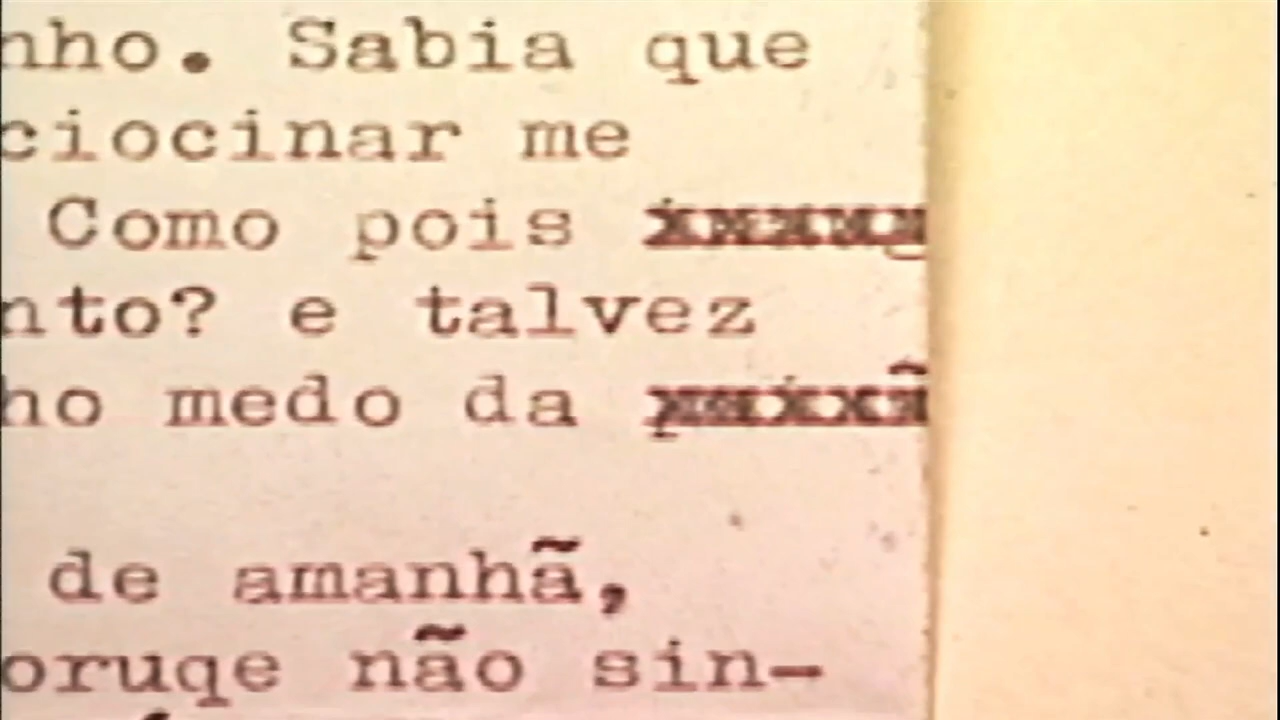 nho. Sabia que
ciocinar me
Como pois
nto? e talvez
ho medo da
de amanhã,
oruqe não sin-